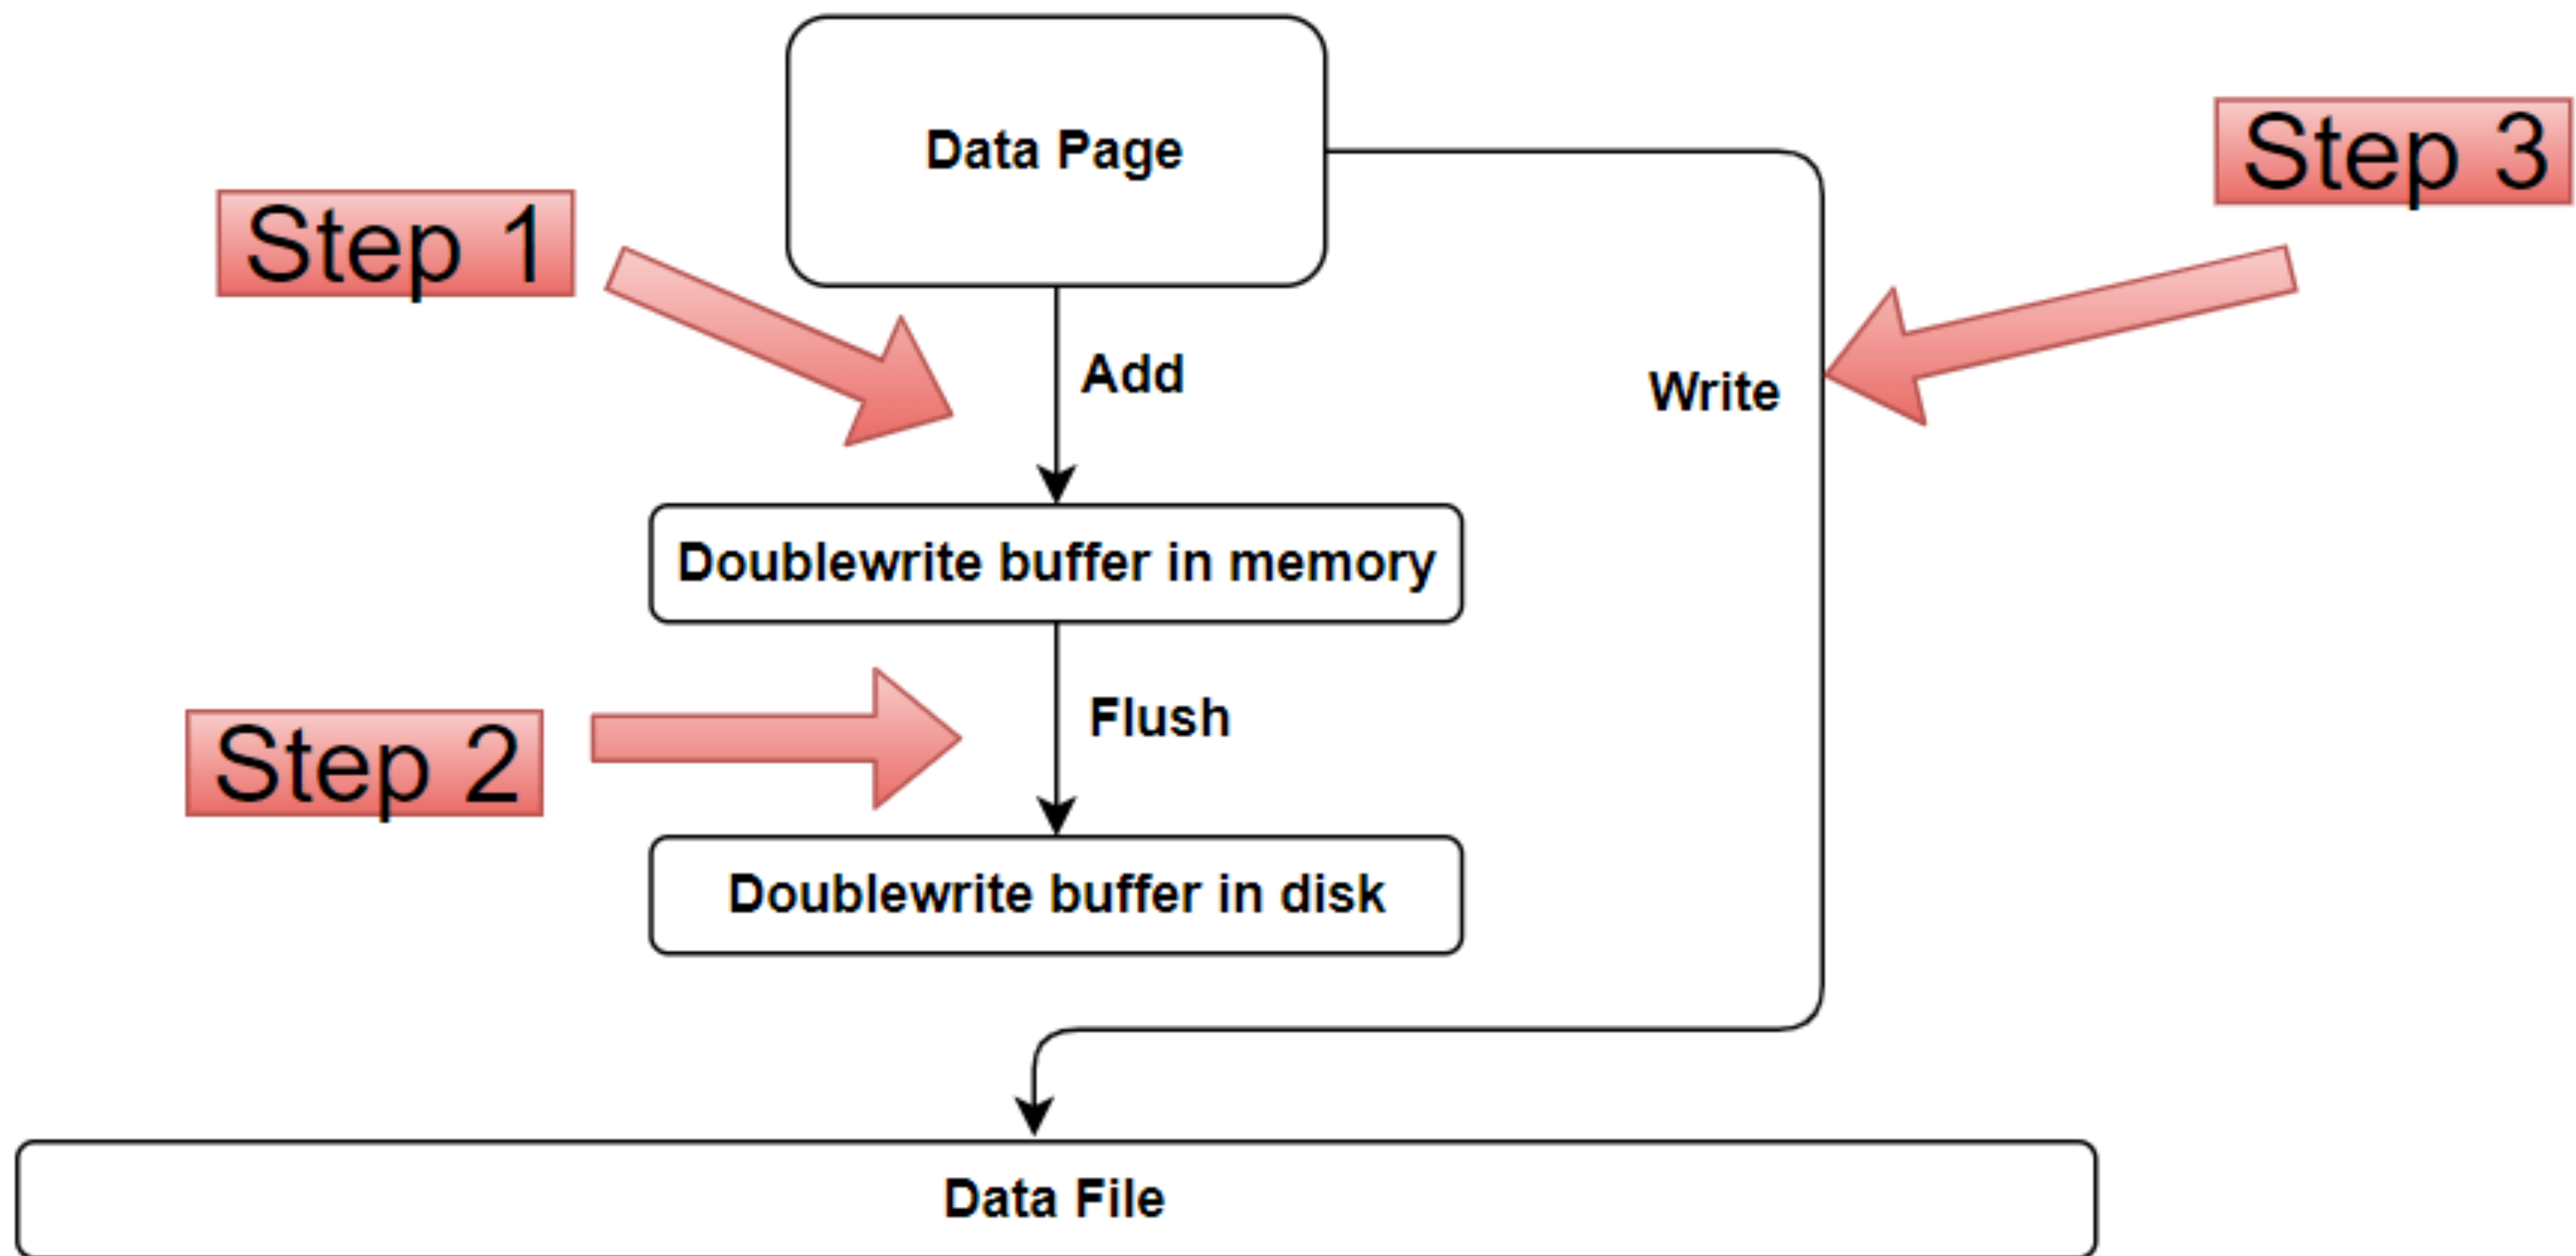 Data Page
Step 3
Step 1
Add
Write
Doublewrite buffer in memory
Flush
Step 2
Doublewrite buffer in disk
Data File